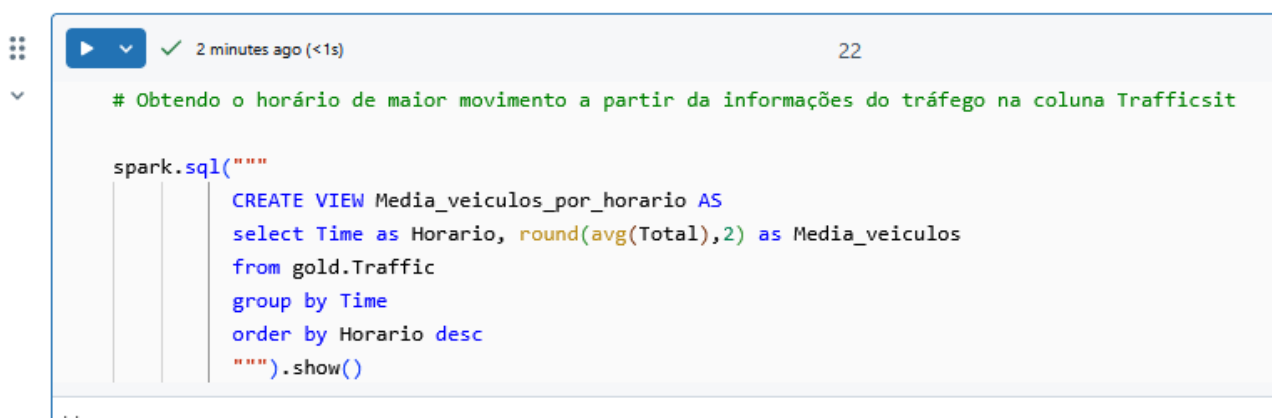 2 minutes ago (<1s)
22
# Obtendo o horário de maior movimento a partir da informações do tráfego na coluna Trafficsit
spark.sql("""
CREATE VIEW Media_veiculos_por_horario AS
select Time as Horario, round(avg(Total),2) as Media_veiculos
from gold.Traffic
group by Time
order by Horario desc
""").show()